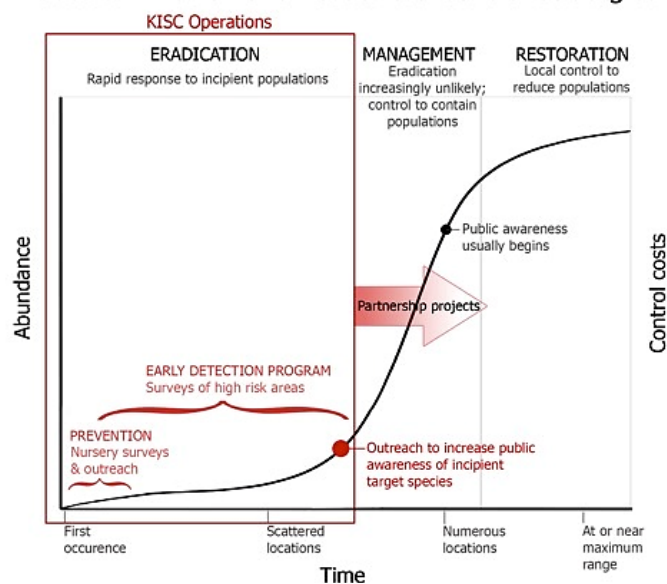 KISC Operations
ERADICATION
Rapid response to incipient populations
MANAGEMENT
Eradication
increasingly unlikely;
control to contain
populations
RESTORATION
Local control to
reduce populations
Abundance
Control costs
Public awareness
usually begins
Partnership projects
EARLY DETECTION PROGRAM
Surveys of high risk areas
PREVENTION
Nursery surveys
& outreach
Outreach to increase public
awareness of incipient
target species
First
occurence
Scattered
locations
Numerous
locations
At or near
maximum
range
Time